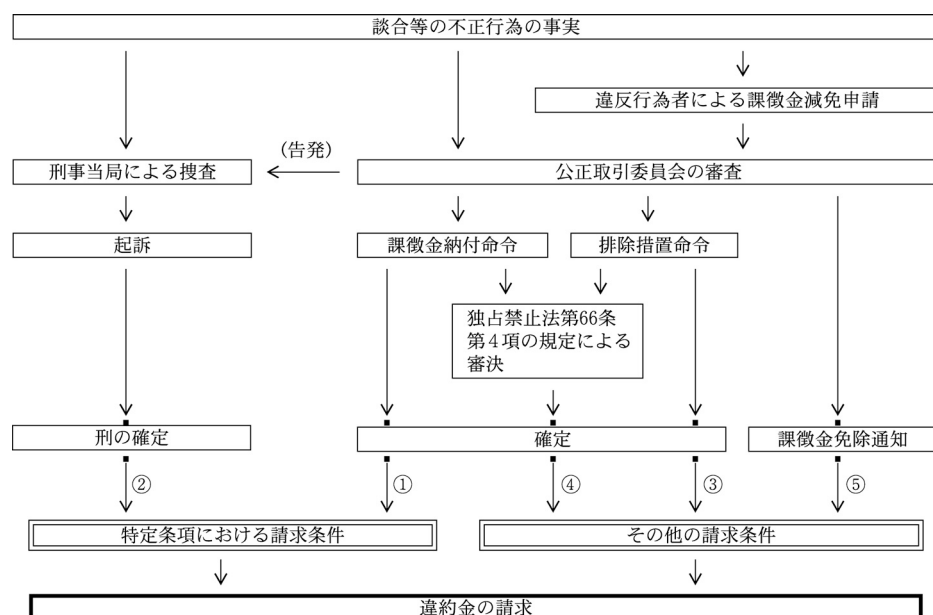 談合等の不正行為の事実
違反行為者による課徴金減免申請
(告発)
刑事当局による捜査
公正取引委員会の審査
起訴
課徴金納付命令
排除措置命令
独占禁止法第66条
第4項の規定による
審決
刑の確定
確定
課徴金免除通知
②
①
④
③
⑤
特定条項における請求条件
その他の請求条件
違約金の請求